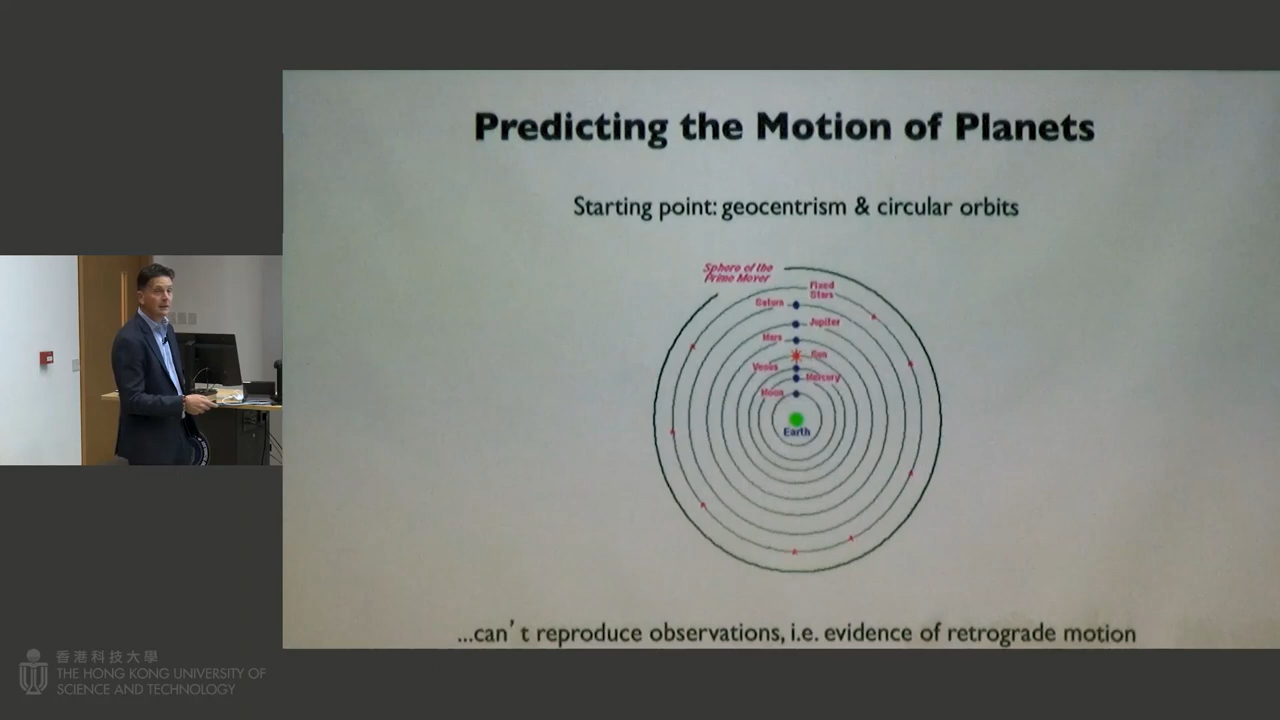 Predicting the Motion of Planets
Starting point: geocentrism & circular orbits
Sphere of the
Prime Mover
Fixed
Stars
Saturn
Jupiter
Mars
Sun
Venus
Mercury
Moon
Earth
...can't reproduce observations, i.e. evidence of retrograde motion
香港科技大學
THE HONG KONG UNIVERSITY OF
SCIENCE AND TECHNOLOGY